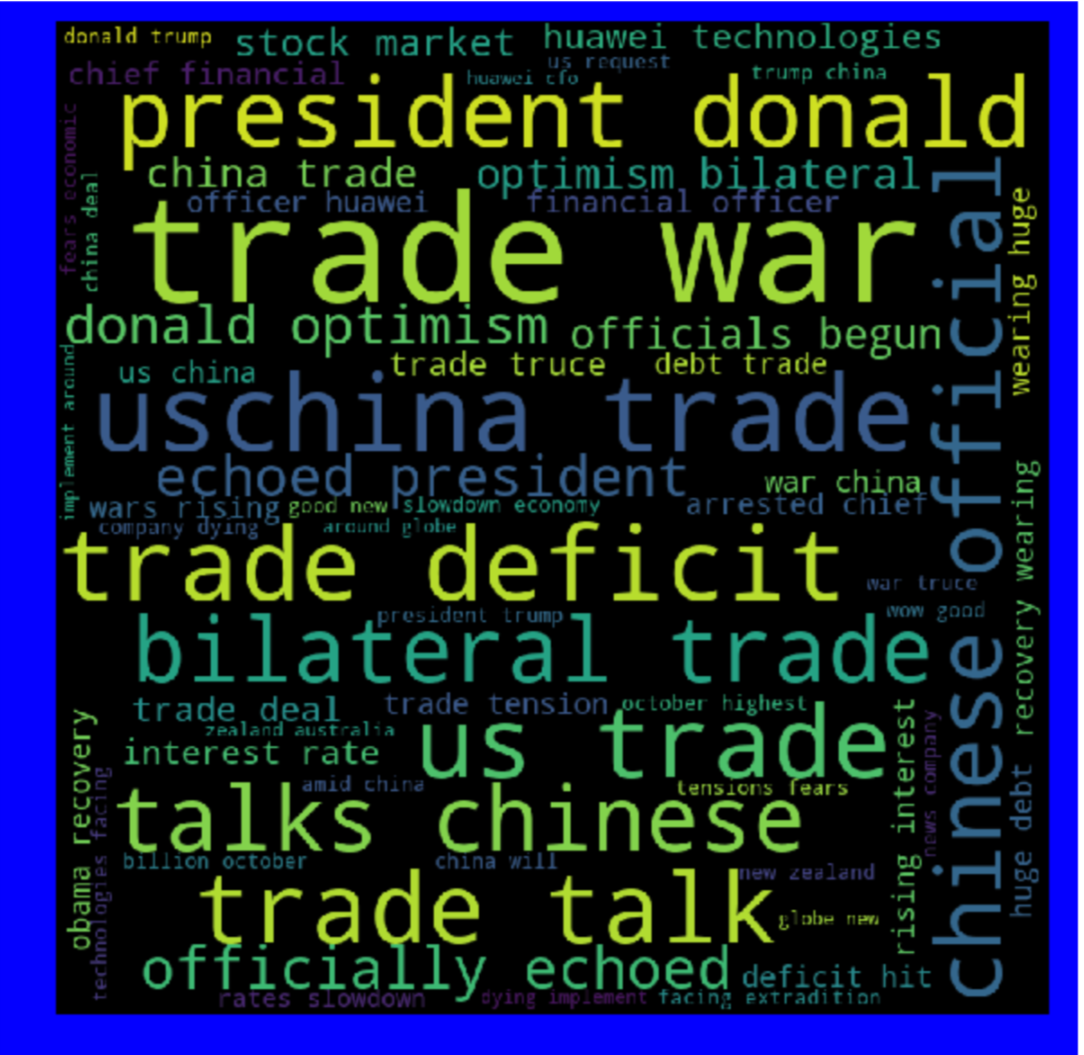 donald trump
stock market
huawei technologies
chief financial
huawei cfo
us request
trump china
president donald
fears economic
china deal
china trade
optimism bilateral
officer huawei
financial officer
trade war
chinese official
wearing huge
donald optimism
officials begun
implement around
us china
trade truce
debt trade
uschina trade
echoed president
war china
wars rising
good new
slowdown economy
arrested chief
company dying
around globe
recovery wearing
trade deficit
war truce
president trump
wow good
bilateral trade
trade deal
trade tension
october highest
zealand australia
interest rate
us trade
obama recovery
technologies facing
rising interest
news company
huge debt
amid china
tensions fears
talks chinese
billion october
china will
new zealand
trade talk
globe new
officially echoed
deficit hit
rates slowdown
dying implement
facing extradition